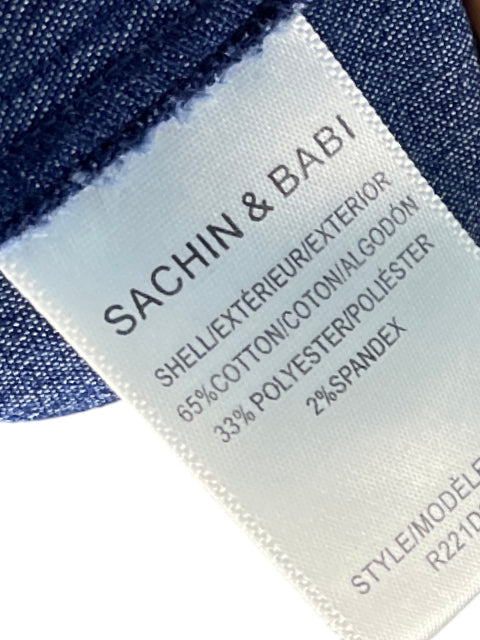 SACHIN & BABI
SHELL/EXTÉRIEUR/EXTERIOR
65%COTTON/COTON/ALGODÓN
33% POLYESTER/POLIÉSTER
2%SPANDEX
STYLE/MODÈLE